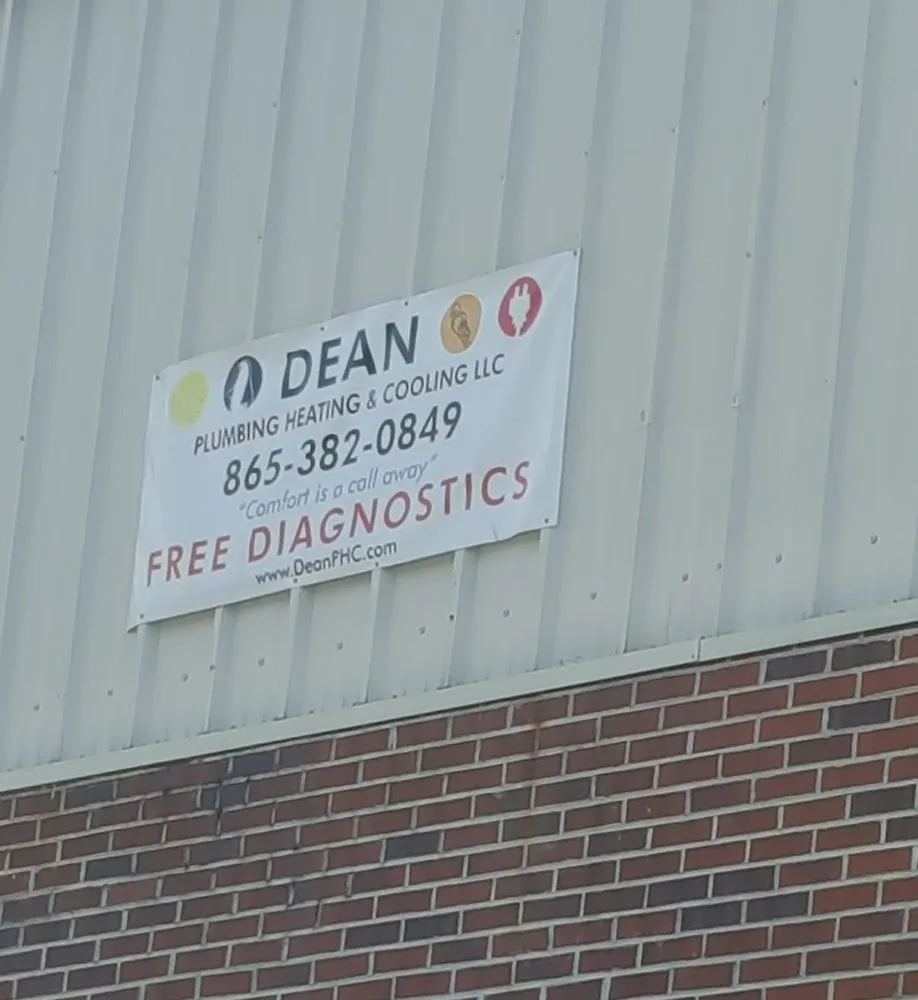 DEAN
PLUMBING HEATING & COOLING LLC
865-382-0849
"Comfort is a call away"
FREE DIAGNOSTICS
www.DeanPHC.com